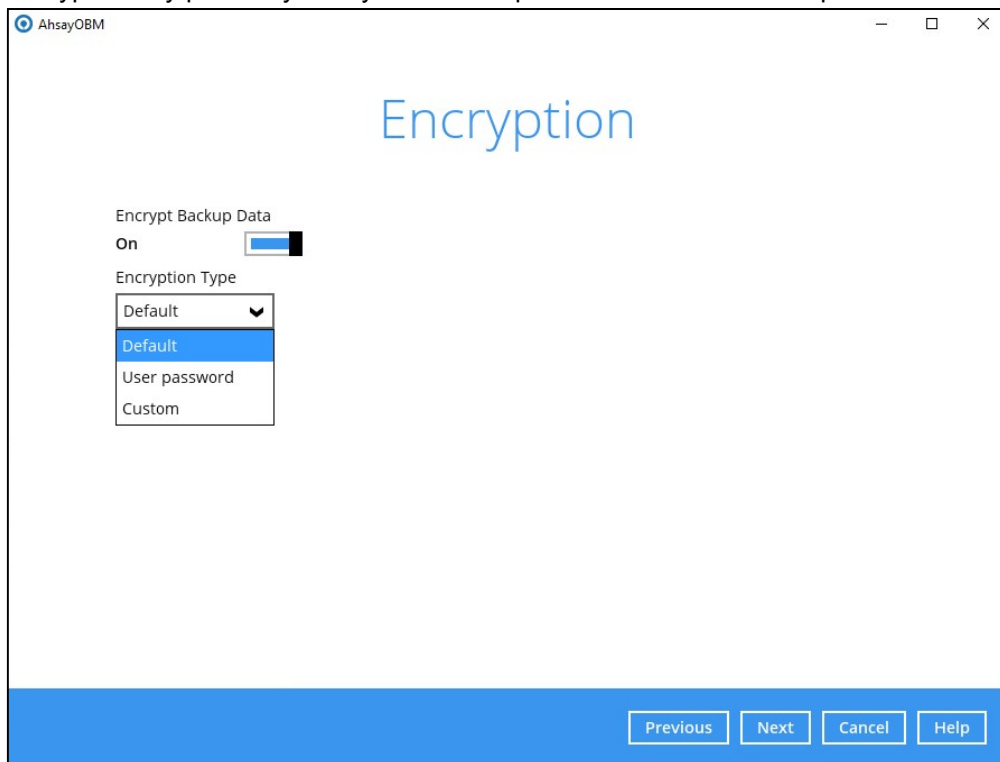 AhsayOBM
Encryption
Encrypt Backup Data
On
Encryption Type
Default
Default
User password
Custom
Previous Next Cancel Help